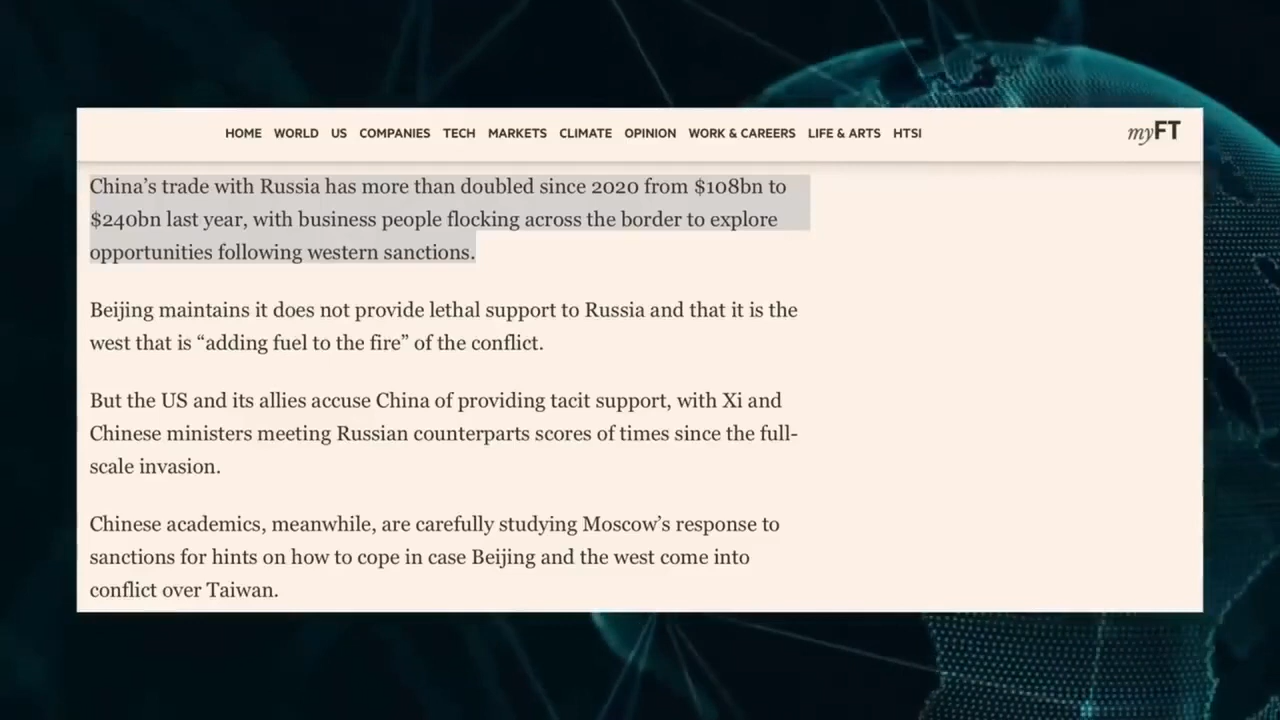 HOME WORLD US COMPANIES TECH MARKETS CLIMATE OPINION WORK & CAREERS LIFE & ARTS HTSI myFT
China’s trade with Russia has more than doubled since 2020 from $108bn to
$240bn last year, with business people flocking across the border to explore
opportunities following western sanctions.
Beijing maintains it does not provide lethal support to Russia and that it is the
west that is “adding fuel to the fire” of the conflict.
But the US and its allies accuse China of providing tacit support, with Xi and
Chinese ministers meeting Russian counterparts scores of times since the full-
scale invasion.
Chinese academics, meanwhile, are carefully studying Moscow’s response to
sanctions for hints on how to cope in case Beijing and the west come into
conflict over Taiwan.